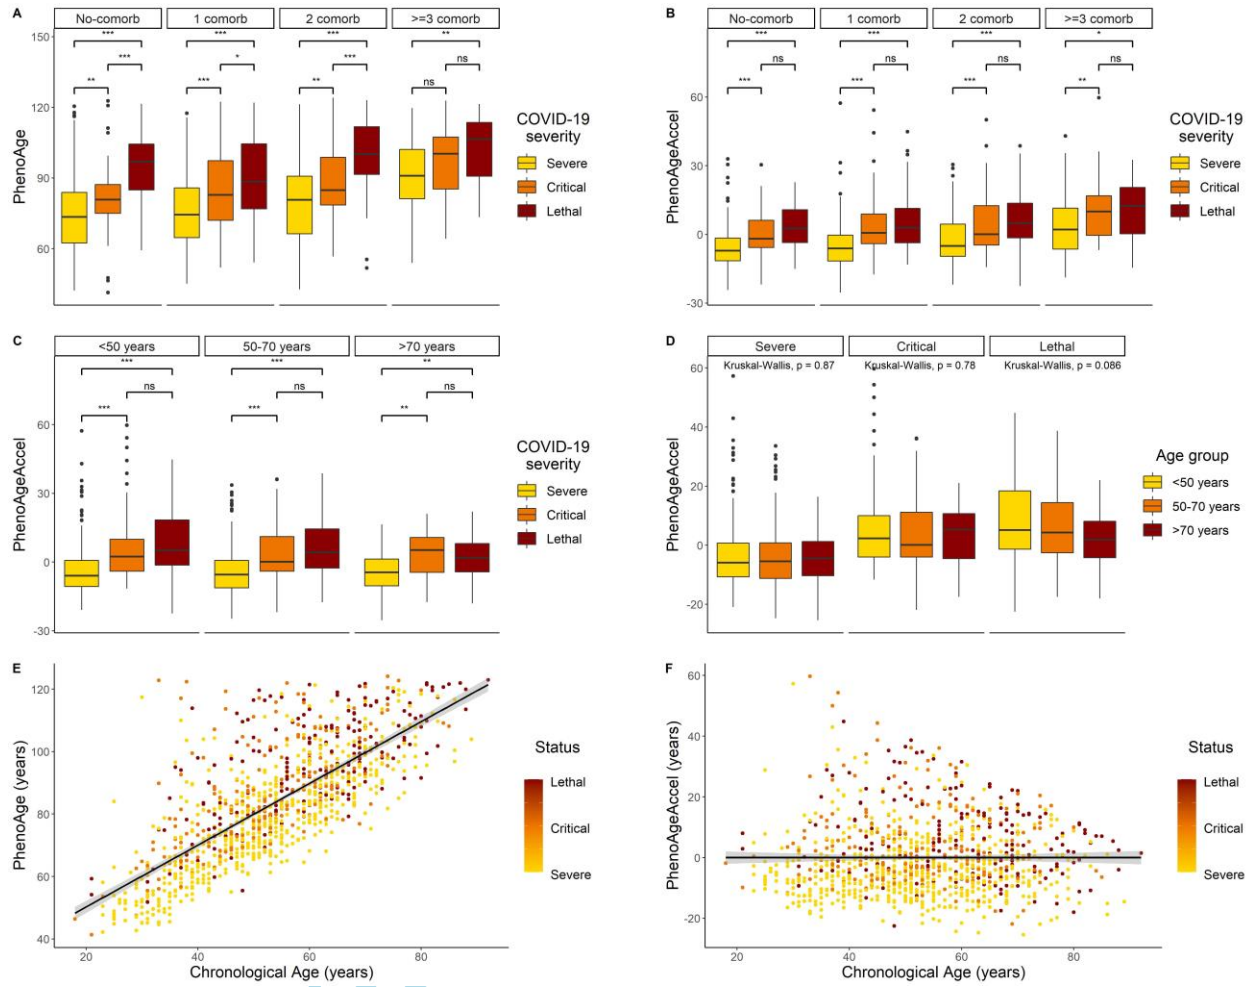 A
No-comorb 1 comorb 2 comorb >=3 comorb
*** *** *** **
*** * *** ns
** *** ** ns
150
120
90
60
PhenoAge
COVID-19
severity
Severe
Critical
Lethal
B
No-comorb 1 comorb 2 comorb >=3 comorb
*** *** *** *
ns ns ns ns
*** *** *** **
60
30
0
-30
PhenoAgeAccel
COVID-19
severity
Severe
Critical
Lethal
C
<50 years 50-70 years >70 years
*** *** **
ns ns ns
*** *** **
60
30
0
-30
PhenoAgeAccel
COVID-19
severity
Severe
Critical
Lethal
D
Severe Critical Lethal
Kruskal-Wallis, p = 0.87 Kruskal-Wallis, p = 0.78 Kruskal-Wallis, p = 0.086
60
40
20
0
-20
PhenoAgeAccel
Age group
<50 years
50-70 years
>70 years
E
120
100
80
60
40
PhenoAge (years)
20 40 60 80
Chronological Age (years)
Status
Lethal
Critical
Severe
F
60
40
20
0
-20
PhenoAgeAccel (years)
20 40 60 80
Chronological Age (years)
Status
Lethal
Critical
Severe